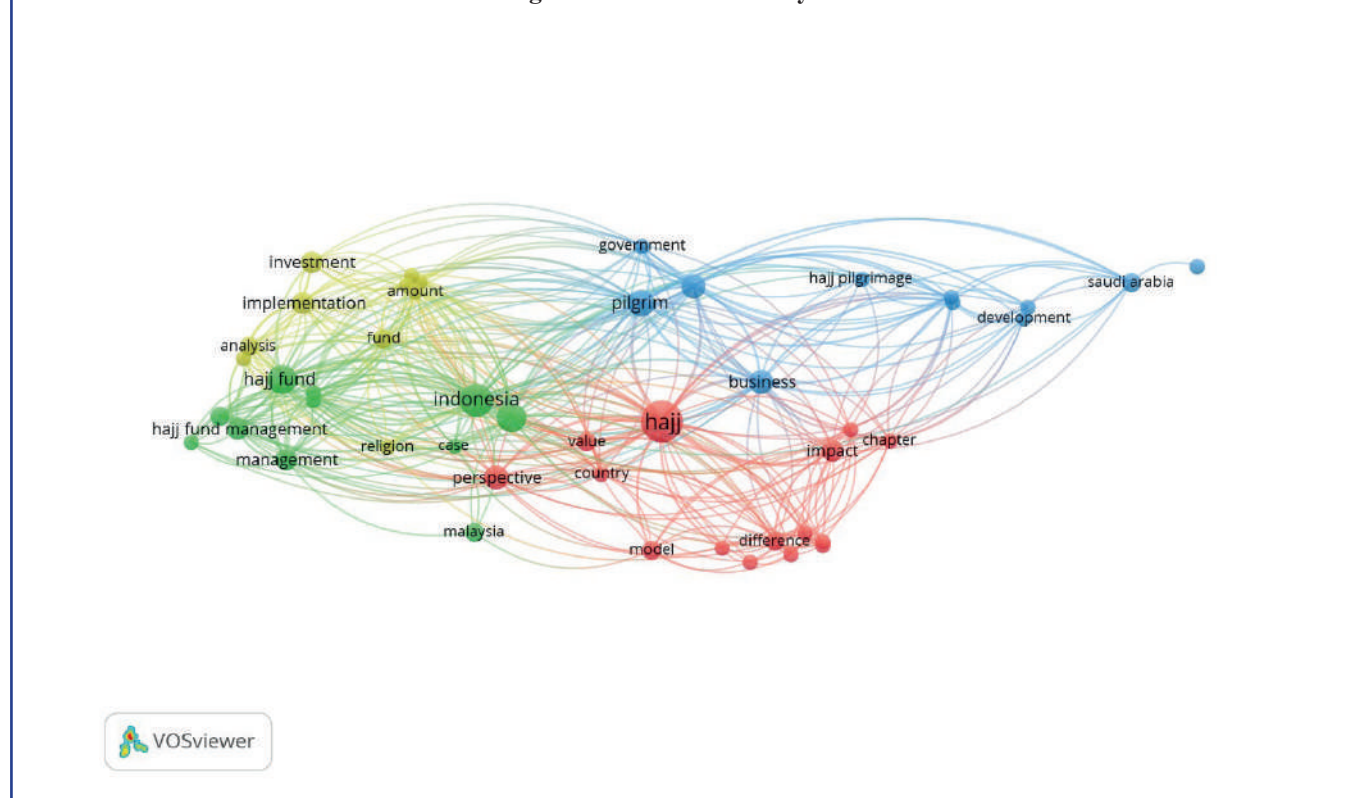 government
investment
hajj pilgrimage
saudi arabia
amount
implementation
pilgrim
development
fund
analysis
hajj fund
business
indonesia
hajj
hajj fund management
value
chapter
religion
case
impact
management
country
perspective
malaysia
difference
model
VOSviewer